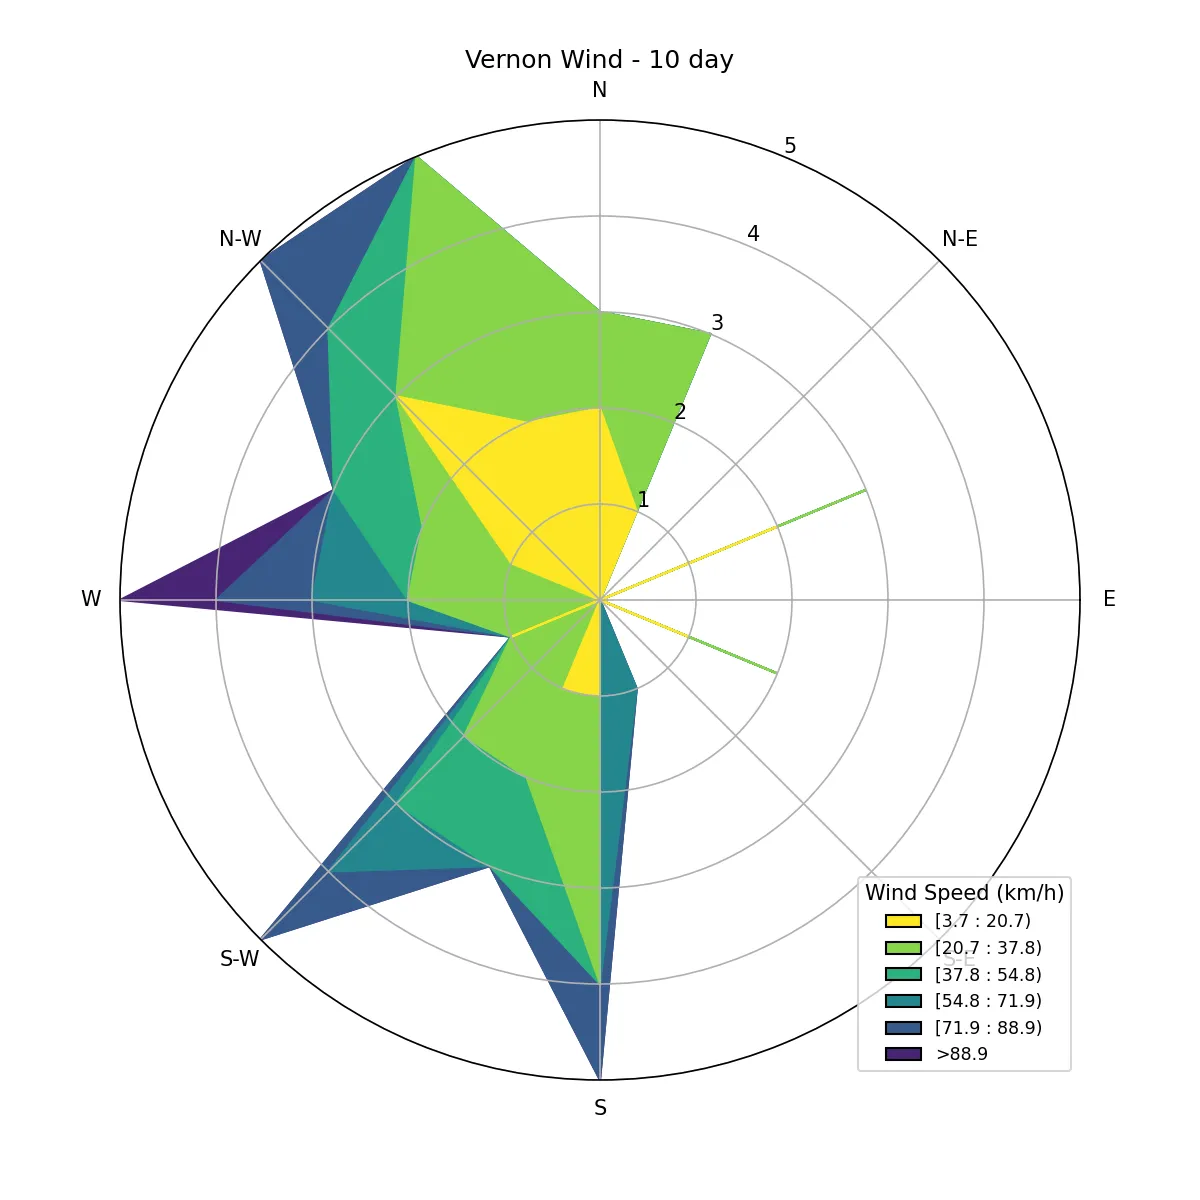 Vernon Wind - 10 day
N
5
N-W
N-E
4
3
2
1
W
E
S-W
S-E
S
Wind Speed (km/h)
[3.7 : 20.7)
[20.7 : 37.8)
[37.8 : 54.8)
[54.8 : 71.9)
[71.9 : 88.9)
>88.9